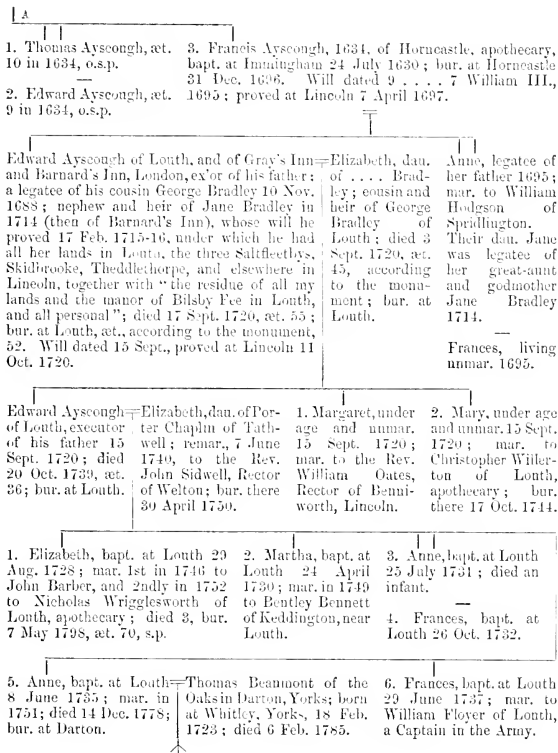 A
1. Thomas Ayscongh, æt.
10 in 1634, o.s.p.
—
2. Edward Ayscough, æt.
9 in 1634, o.s.p.
3. Francis Ayscough, 1634, of Horncastle, apothecary,
bapt. at Immingham 24 July 1630; bur. at Horncastle
31 Dec. 1696. Will dated 9 . . . . 7 William III.,
1695; proved at Lincoln 7 April 1697.
Edward Ayscough of Louth, and of Gray's Inn
and Barnard's Inn, London, ex'or of his father;
a legatee of his cousin George Bradley 10 Nov.
1688; nephew and heir of Jane Bradley in
1714 (then of Barnard's Inn), whose will he
proved 17 Feb. 1715-16, under which he had
all her lands in Louth, the three Saltfleetbys,
Skidbrooke, Theddlethorpe, and elsewhere in
Lincoln, together with "the residue of all my
lands and the manor of Bilsby Fee in Louth,
and all personal"; died 17 Sept. 1720, æt. 55;
bur. at Louth, æt., according to the monument,
52. Will dated 15 Sept., proved at Lincoln 11
Oct. 1720.
Elizabeth, dau.
of . . . . Brad-
ley; cousin and
heir of George
Bradley of
Louth; died 3
Sept. 1720, æt.
45, according
to the monu-
ment; bur. at
Louth.
Anne, legatee of
her father 1695;
mar. to William
Hodgson of
Spridlington.
Their dau. Jane
was legatee of
her great-aunt
and godmother
Jane Bradley
1714.
—
Frances, living
unmar. 1695.
Edward Ayscough
of Louth, executor
of his father 15
Sept. 1720; died
20 Oct. 1739, æt.
36; bur. at Louth.
Elizabeth, dau. of Por-
ter Chaplin of Tath-
well; remar., 7 June
1740, to the Rev.
John Sidwell, Rector
of Welton; bur. there
30 April 1750.
1. Margaret, under
age and unmar.
15 Sept. 1720;
mar. to the Rev.
William Oates,
Rector of Benni-
worth, Lincoln.
2. Mary, under age
and unmar. 15 Sept.
1720; mar. to
Christopher Willer-
ton of Louth,
apothecary; bur.
there 17 Oct. 1744.
1. Elizabeth, bapt. at Louth 29
Aug. 1728; mar. 1st in 1746 to
John Barber, and 2ndly in 1752
to Nicholas Wrigglesworth of
Louth, apothecary; died 3, bur.
7 May 1798, æt. 70, s.p.
2. Martha, bapt. at
Louth 24 April
1730; mar. in 1749
to Bentley Bennett
of Keddington, near
Louth.
3. Anne, bapt. at Louth
25 July 1731; died an
infant.
—
4. Frances, bapt. at
Louth 26 Oct. 1732.
5. Anne, bapt. at Louth
8 June 1735; mar. in
1751; died 14 Dec. 1778;
bur. at Darton.
Thomas Beaumont of the
Oaks in Darton, Yorks; born
at Whitley, Yorks, 18 Feb.
1723; died 6 Feb. 1785.
6. Frances, bapt. at Louth
29 June 1737; mar. to
William Floyer of Louth,
a Captain in the Army.